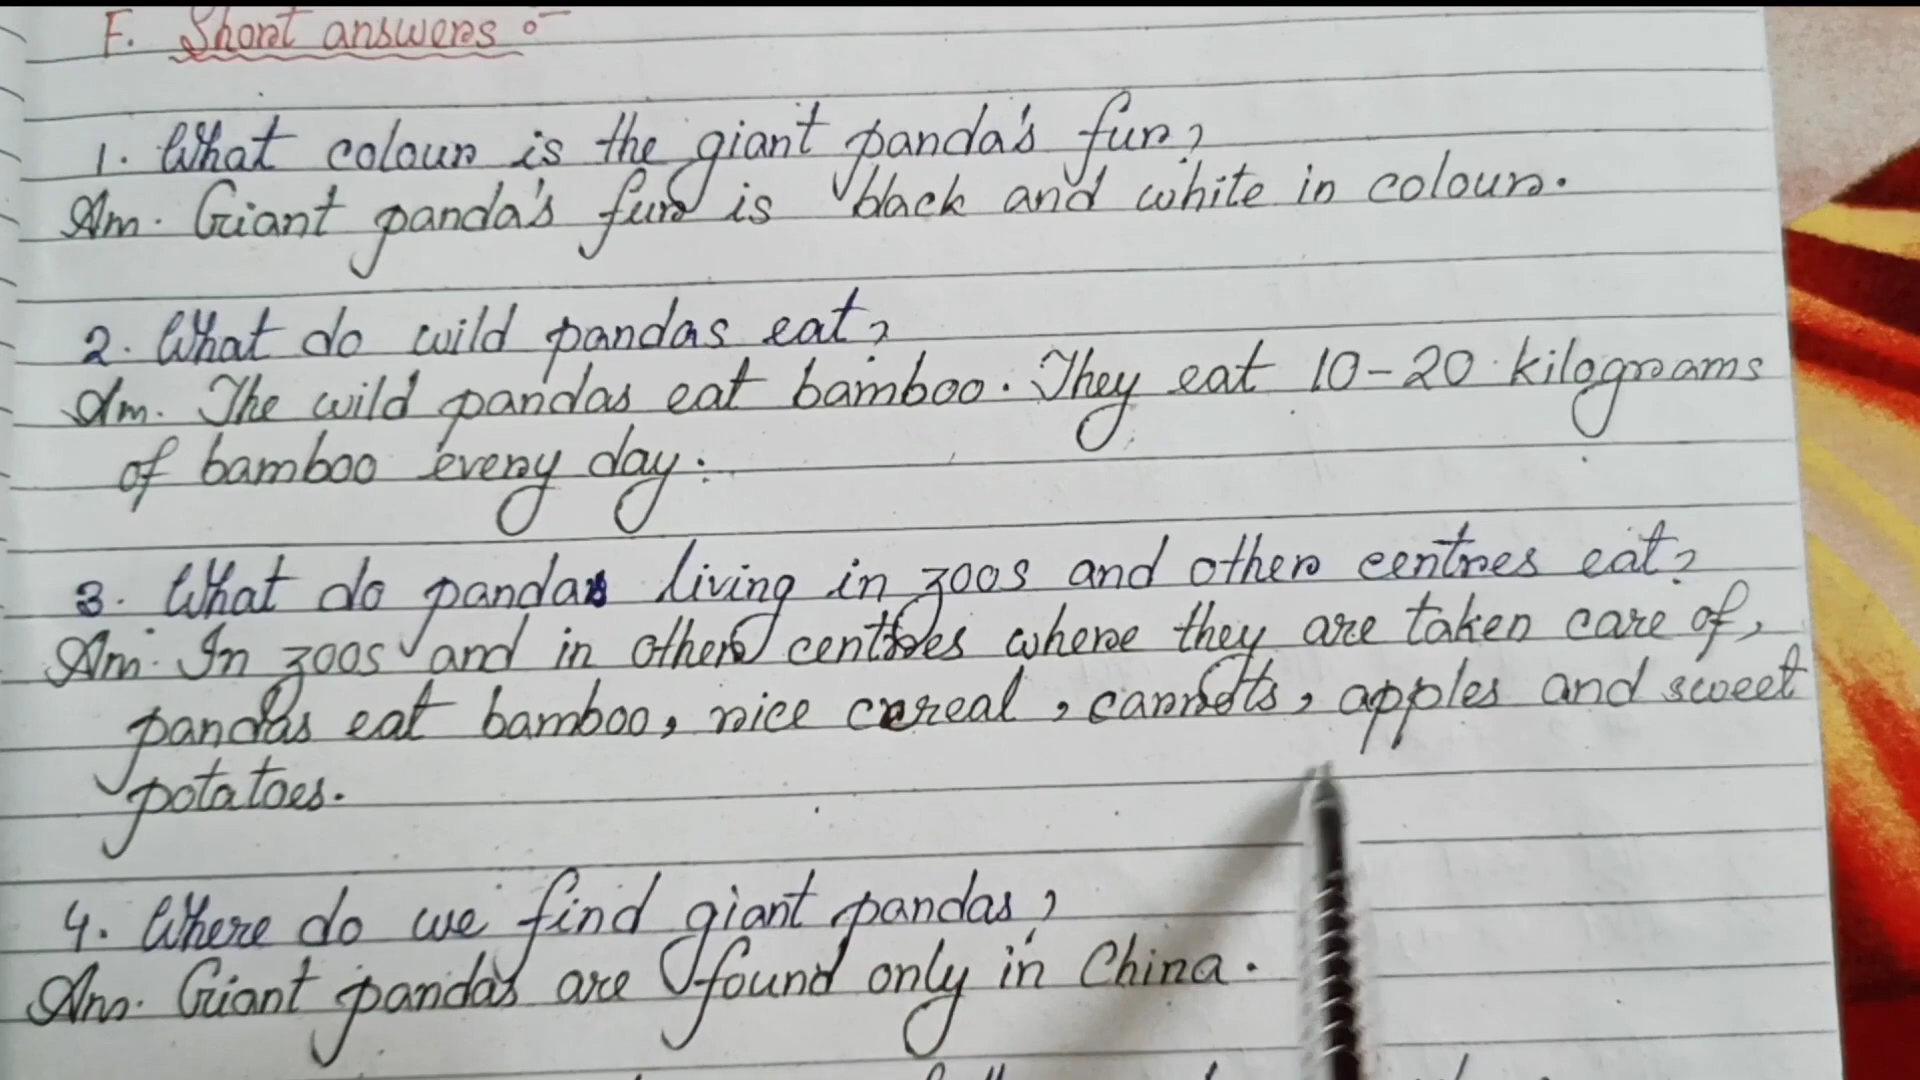 F. Short answers :-
1. What colour is the giant panda's fur?
Ans. Giant panda's fur is black and white in colour.
2. What do wild pandas eat?
Ans. The wild pandas eat bamboo. They eat 10-20 kilograms
of bamboo every day.
3. What do pandas living in zoos and other centres eat?
Ans. In zoos and in other centres where they are taken care of,
pandas eat bamboo, rice cereal, carrots, apples and sweet
potatoes.
4. Where do we find giant pandas?
Ans. Giant pandas are found only in China.